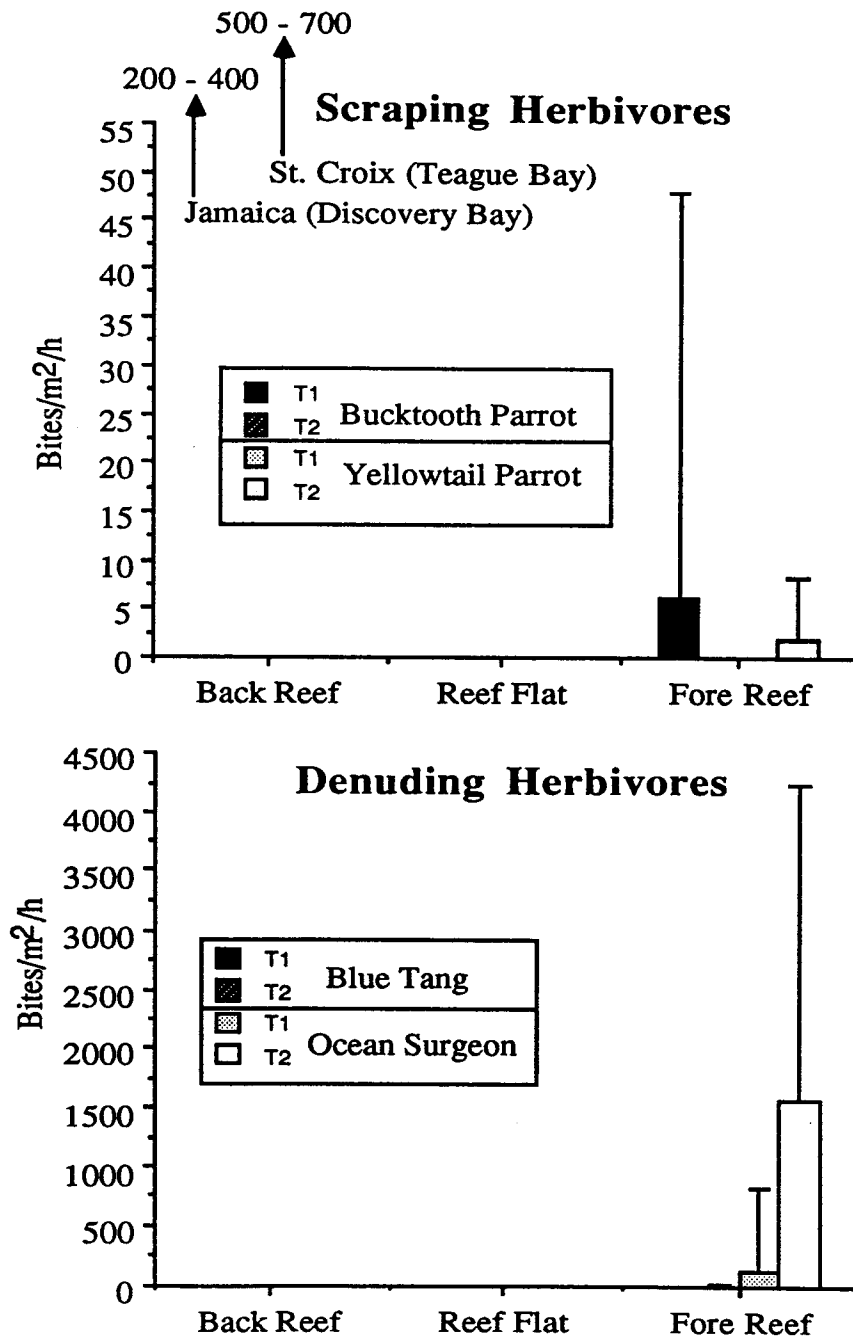 500 - 700
200 - 400
Scraping Herbivores
St. Croix (Teague Bay)
Jamaica (Discovery Bay)
55
50
45
40
35
30
25
20
15
10
5
0
Bites/m²/h
T1
T2
Bucktooth Parrot
T1
T2
Yellowtail Parrot
Back Reef Reef Flat Fore Reef
Denuding Herbivores
4500
4000
3500
3000
2500
2000
1500
1000
500
0
Bites/m²/h
T1
T2
Blue Tang
T1
T2
Ocean Surgeon
Back Reef Reef Flat Fore Reef